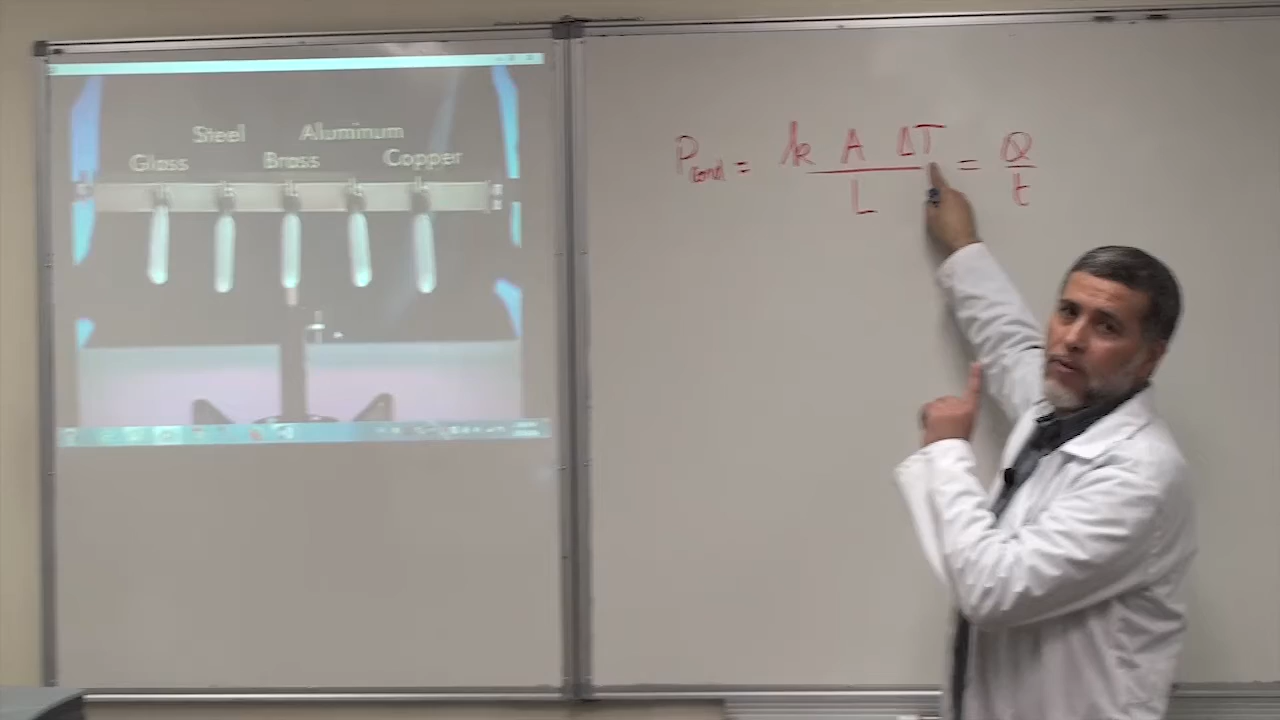 Steel Aluminum
Glass Brass Copper
P_cond = k A ΔT / L = Q / t